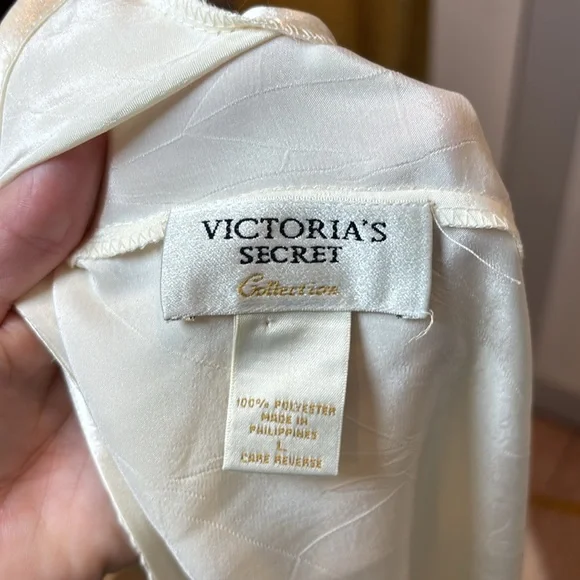 VICTORIA'S
SECRET
Collection
100% POLYESTER
MADE IN
PHILIPPINES
L
CARE REVERSE